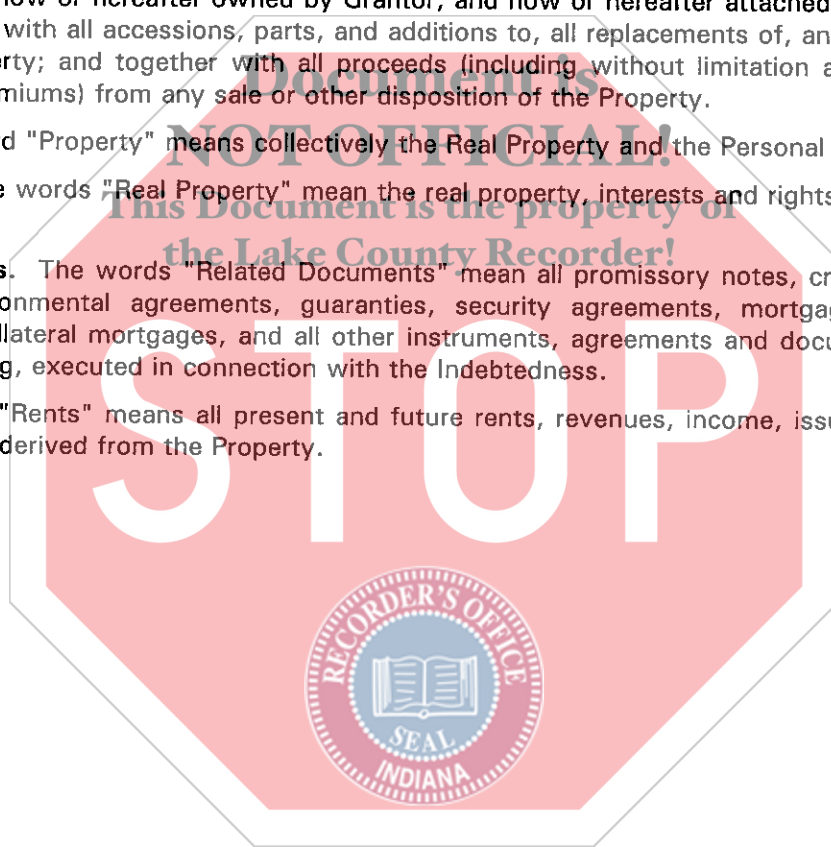 now or hereafter owned by Grantor, and now or hereafter attached
with all accessions, parts, and additions to, all replacements of, an
erty; and together with all proceeds (including without limitation a
miums) from any sale or other disposition of the Property.
Document is
NOT OFFICIAL!
This Document is the property of
the Lake County Recorder!
d "Property" means collectively the Real Property and the Personal
e words "Real Property" mean the real property, interests and rights
s. The words "Related Documents" mean all promissory notes, cr
onmental agreements, guaranties, security agreements, mortgag
llateral mortgages, and all other instruments, agreements and docu
g, executed in connection with the Indebtedness.
"Rents" means all present and future rents, revenues, income, issu
derived from the Property.
STOP
RECORDER'S OFFICE
SEAL
INDIANA